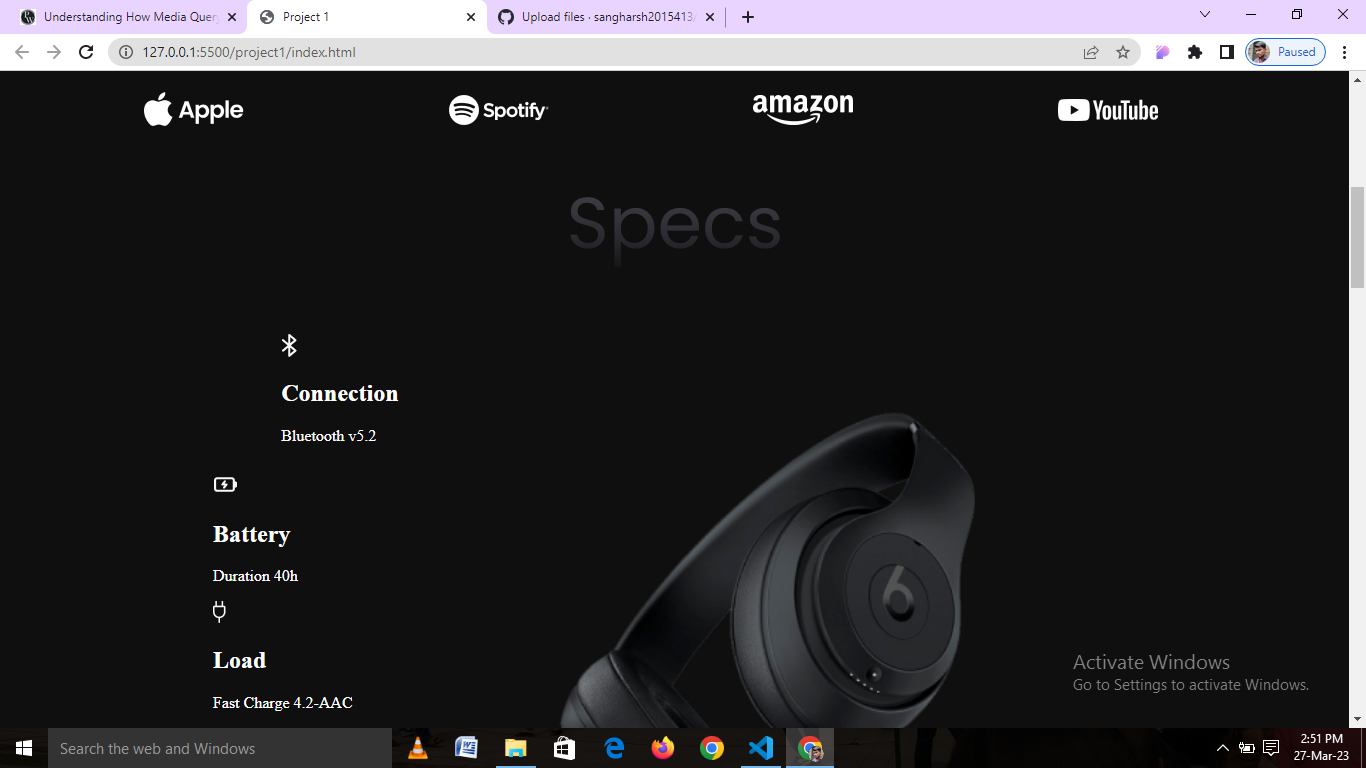 Understanding How Media Quer
Project 1
Upload files · sangharsh2015413/
127.0.0.1:5500/project1/index.html
Paused
Apple
Spotify
amazon
YouTube
Specs
Connection
Bluetooth v5.2
Battery
Duration 40h
Load
Fast Charge 4.2-AAC
Activate Windows
Go to Settings to activate Windows.
Search the web and Windows
2:51 PM
27-Mar-23